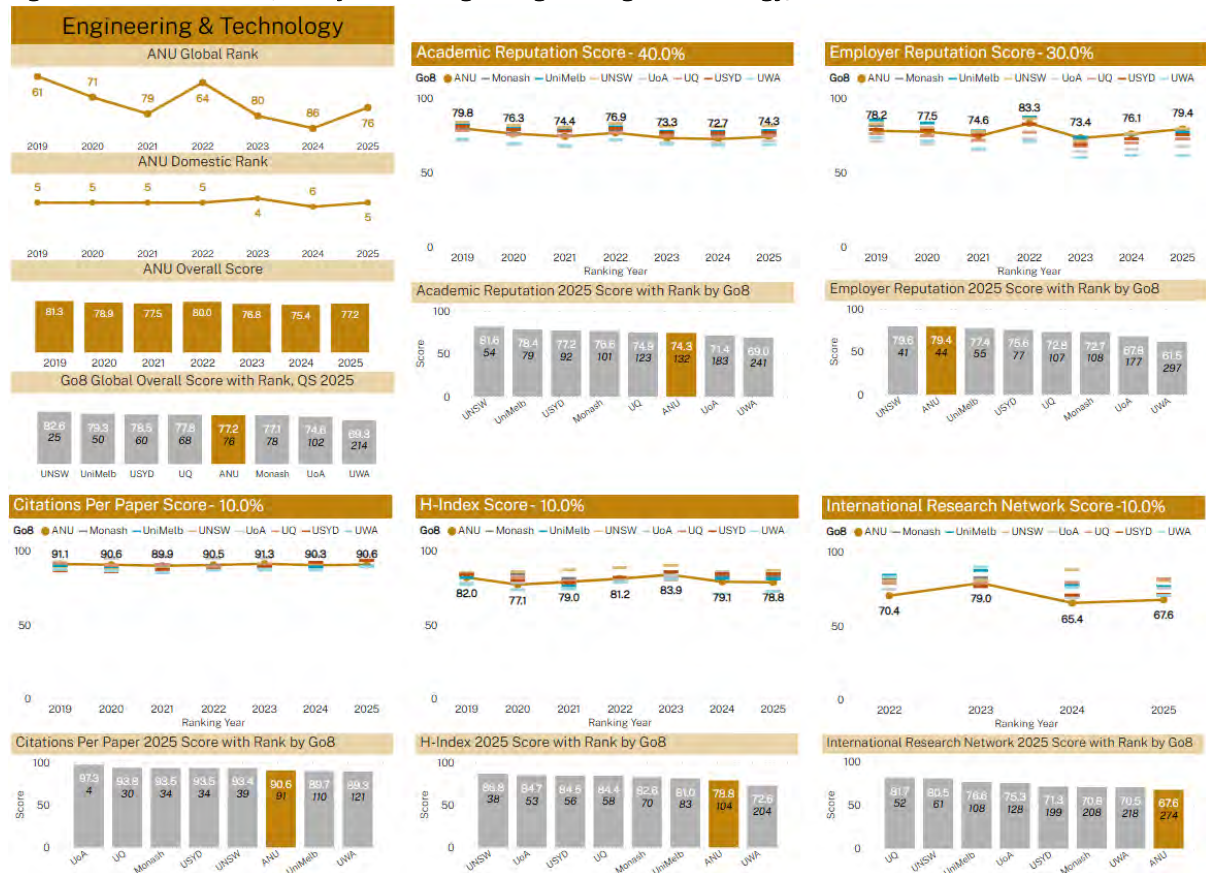 Engineering & Technology
ANU Global Rank
61
71
79
64
80
86
76
2019 2020 2021 2022 2023 2024 2025
ANU Domestic Rank
5
5
5
5
4
6
5
2019 2020 2021 2022 2023 2024 2025
ANU Overall Score
81.3 78.9 77.5 80.0 76.8 75.4 77.2
2019 2020 2021 2022 2023 2024 2025
Go8 Global Overall Score with Rank, QS 2025
82.6 79.3 78.5 77.8 77.2 77.1 74.6 69.3
25 50 60 68 76 78 102 214
UNSW UniMelb USYD UQ ANU Monash UoA UWA
Academic Reputation Score - 40.0%
Go8 ANU Monash UniMelb UNSW UoA UQ USYD UWA
100
79.8 76.3 74.4 76.9 73.3 72.7 74.3
50
0
2019 2020 2021 2022 2023 2024 2025
Ranking Year
Academic Reputation 2025 Score with Rank by Go8
100
50
0
Score
81.6 78.4 77.2 76.6 74.9 74.3 71.4 69.0
54 79 92 101 123 132 183 241
UNSW UniMelb USYD Monash UQ ANU UoA UWA
Employer Reputation Score - 30.0%
Go8 ANU Monash UniMelb UNSW UoA UQ USYD UWA
100
78.2 77.5 74.6 83.3 73.4 76.1 79.4
50
0
2019 2020 2021 2022 2023 2024 2025
Ranking Year
Employer Reputation 2025 Score with Rank by Go8
100
50
0
Score
79.6 79.4 77.4 75.6 72.8 72.7 67.8 61.5
41 44 55 77 107 108 177 297
UNSW ANU UniMelb USYD UQ Monash UoA UWA
Citations Per Paper Score - 10.0%
Go8 ANU Monash UniMelb UNSW UoA UQ USYD UWA
100
91.1 90.6 89.9 90.5 91.3 90.3 90.6
50
0
2019 2020 2021 2022 2023 2024 2025
Ranking Year
Citations Per Paper 2025 Score with Rank by Go8
100
50
0
Score
97.3 93.8 93.5 93.5 93.4 90.6 89.7 89.3
4 30 34 34 39 91 110 121
UoA UQ Monash USYD UNSW ANU UniMelb UWA
H-Index Score - 10.0%
Go8 ANU Monash UniMelb UNSW UoA UQ USYD UWA
100
82.0 77.1 79.0 81.2 83.9 79.1 78.8
50
0
2019 2020 2021 2022 2023 2024 2025
Ranking Year
H-Index 2025 Score with Rank by Go8
100
50
0
Score
86.8 84.7 84.5 84.4 82.6 81.0 78.8 72.6
38 53 56 58 70 83 104 204
UNSW UoA USYD UQ Monash UniMelb ANU UWA
International Research Network Score -10.0%
Go8 ANU Monash UniMelb UNSW UoA UQ USYD UWA
100
70.4 79.0 65.4 67.6
50
0
2022 2023 2024 2025
Ranking Year
International Research Network 2025 Score with Rank by Go8
100
50
0
Score
81.7 80.5 76.6 75.3 71.3 70.8 70.5 67.6
52 61 108 128 199 208 218 274
UQ UNSW UniMelb UoA USYD Monash UWA ANU